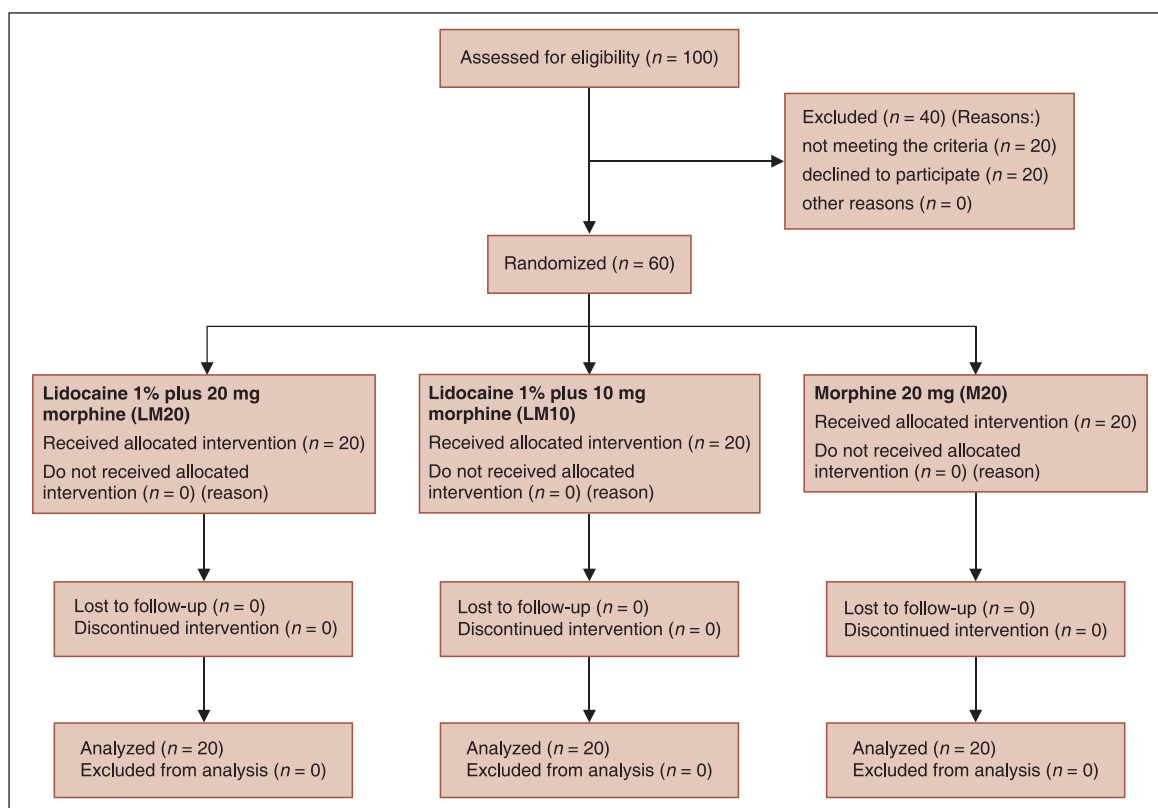 Assessed for eligibility (n = 100)
Excluded (n = 40) (Reasons:)
not meeting the criteria (n = 20)
declined to participate (n = 20)
other reasons (n = 0)
Randomized (n = 60)
Lidocaine 1% plus 20 mg
morphine (LM20)
Received allocated intervention (n = 20)
Do not received allocated
intervention (n = 0) (reason)
Lidocaine 1% plus 10 mg
morphine (LM10)
Received allocated intervention (n = 20)
Do not received allocated
intervention (n = 0) (reason)
Morphine 20 mg (M20)
Received allocated intervention (n = 20)
Do not received allocated
intervention (n = 0) (reason)
Lost to follow-up (n = 0)
Discontinued intervention (n = 0)
Lost to follow-up (n = 0)
Discontinued intervention (n = 0)
Lost to follow-up (n = 0)
Discontinued intervention (n = 0)
Analyzed (n = 20)
Excluded from analysis (n = 0)
Analyzed (n = 20)
Excluded from analysis (n = 0)
Analyzed (n = 20)
Excluded from analysis (n = 0)